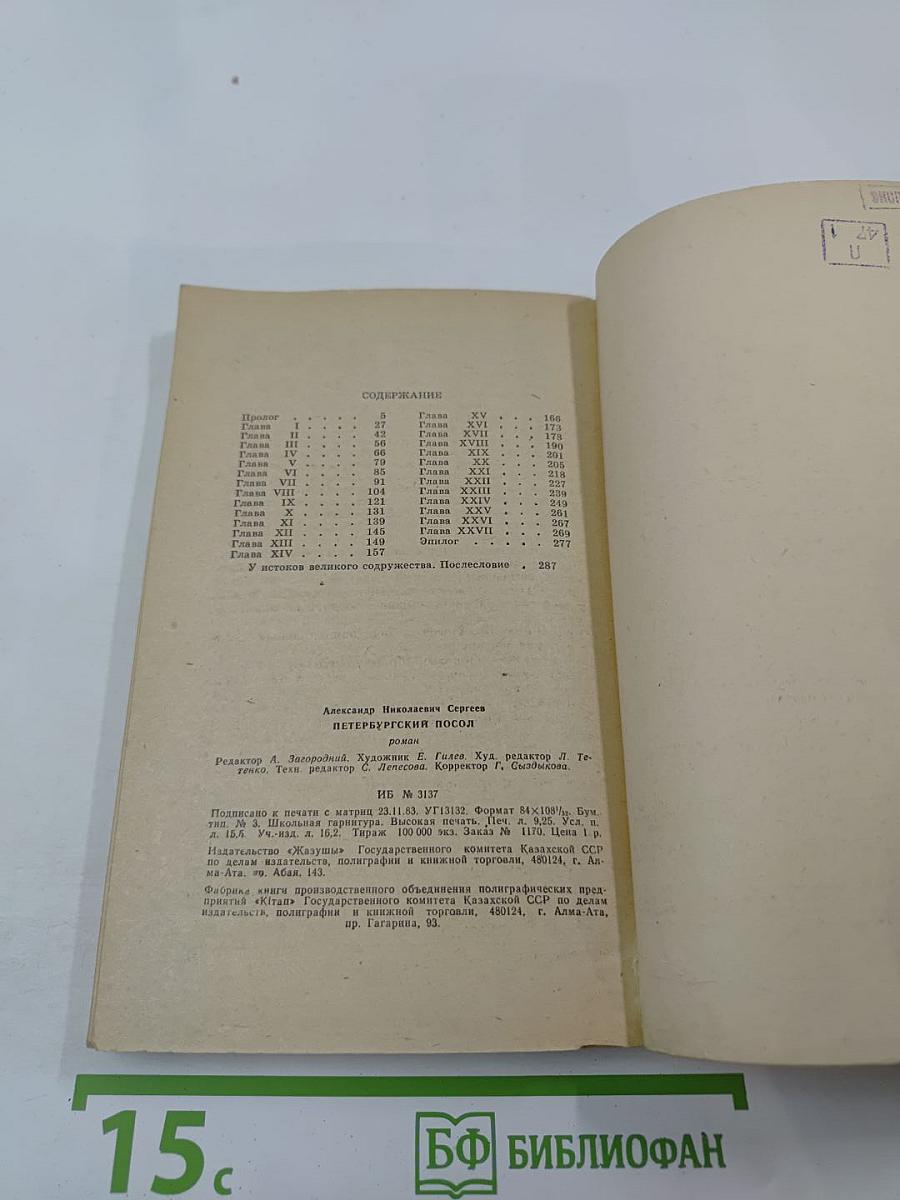 СОДЕРЖАНИЕ
Пролог . . . . . 5
Глава I . . . . 27
Глава II . . . . 42
Глава III . . . . 56
Глава IV . . . . 66
Глава V . . . . 79
Глава VI . . . . 85
Глава VII . . . . 91
Глава VIII . . . . 104
Глава IX . . . . 121
Глава X . . . . 131
Глава XI . . . . 139
Глава XII . . . . 145
Глава XIII . . . . 149
Глава XIV . . . . 157
Глава XV . . . 166
Глава XVI . . . 173
Глава XVII . . . 178
Глава XVIII . . . 190
Глава XIX . . . 201
Глава XX . . . 205
Глава XXI . . . 218
Глава XXII . . . 227
Глава XXIII . . . 239
Глава XXIV . . . 249
Глава XXV . . . 261
Глава XXVI . . . 267
Глава XXVII . . . 269
Эпилог . . . . . 277
У истоков великого содружества. Послесловие . 287
Александр Николаевич Сергеев
ПЕТЕРБУРГСКИЙ ПОСОЛ
роман
Редактор А. Загородний. Художник Е. Гилев. Худ. редактор Л. Те-
тенко. Техн. редактор С. Лепесова. Корректор Г. Сыздыкова.
ИБ № 3137
Подписано к печати с матриц 23.11.83. УГ13132. Формат 84×108¹/₃₂. Бум.
тип. № 3. Школьная гарнитура. Высокая печать. Печ. л. 9,25. Усл. п.
л. 15,5. Уч.-изд. л. 16,2. Тираж 100 000 экз. Заказ № 1170. Цена 1 р.
Издательство «Жазушы» Государственного комитета Казахской ССР
по делам издательств, полиграфии и книжной торговли, 480124, г. Ал-
ма-Ата, пр. Абая, 143.
Фабрика книги производственного объединения полиграфических пред-
приятий «Кітап» Государственного комитета Казахской ССР по делам
издательств, полиграфии и книжной торговли, 480124, г. Алма-Ата,
пр. Гагарина, 93.
П 1
47
15 с
БФ БИБЛИОФАН